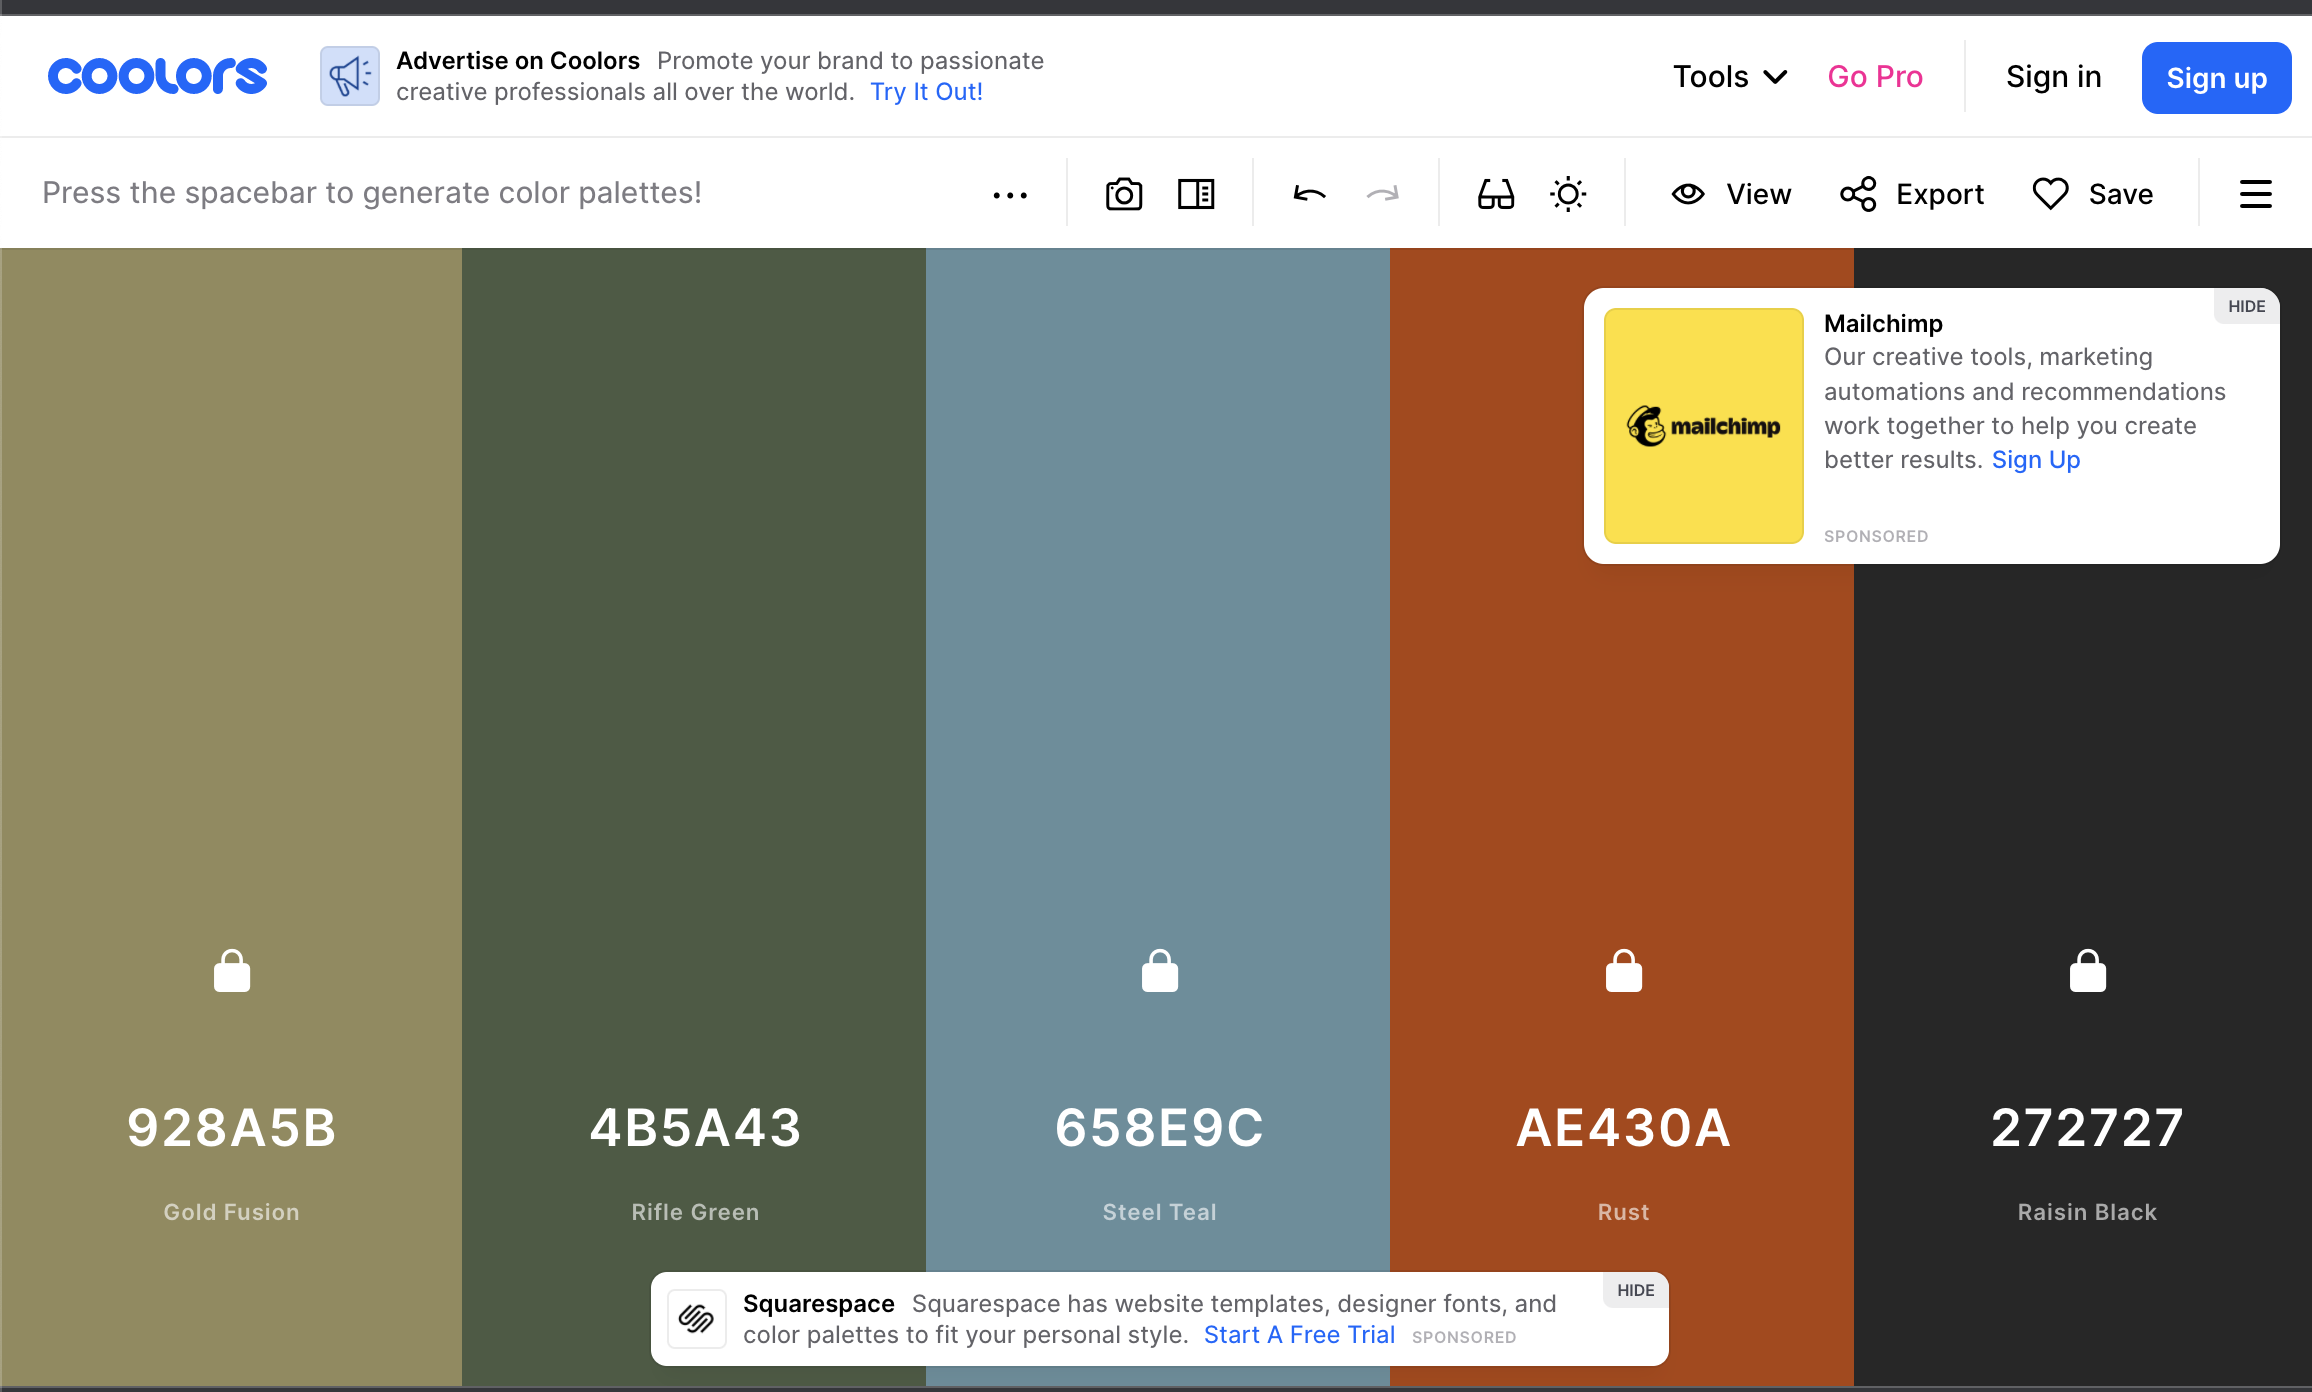 coolors
Advertise on Coolors Promote your brand to passionate
creative professionals all over the world. Try It Out!
Tools Go Pro Sign in Sign up
Press the spacebar to generate color palettes!
View Export Save
HIDE
Mailchimp
Our creative tools, marketing
automations and recommendations
work together to help you create
better results. Sign Up
SPONSORED
mailchimp
928A5B 4B5A43 658E9C AE430A 272727
Gold Fusion Rifle Green Steel Teal Rust Raisin Black
HIDE
Squarespace Squarespace has website templates, designer fonts, and
color palettes to fit your personal style. Start A Free Trial SPONSORED